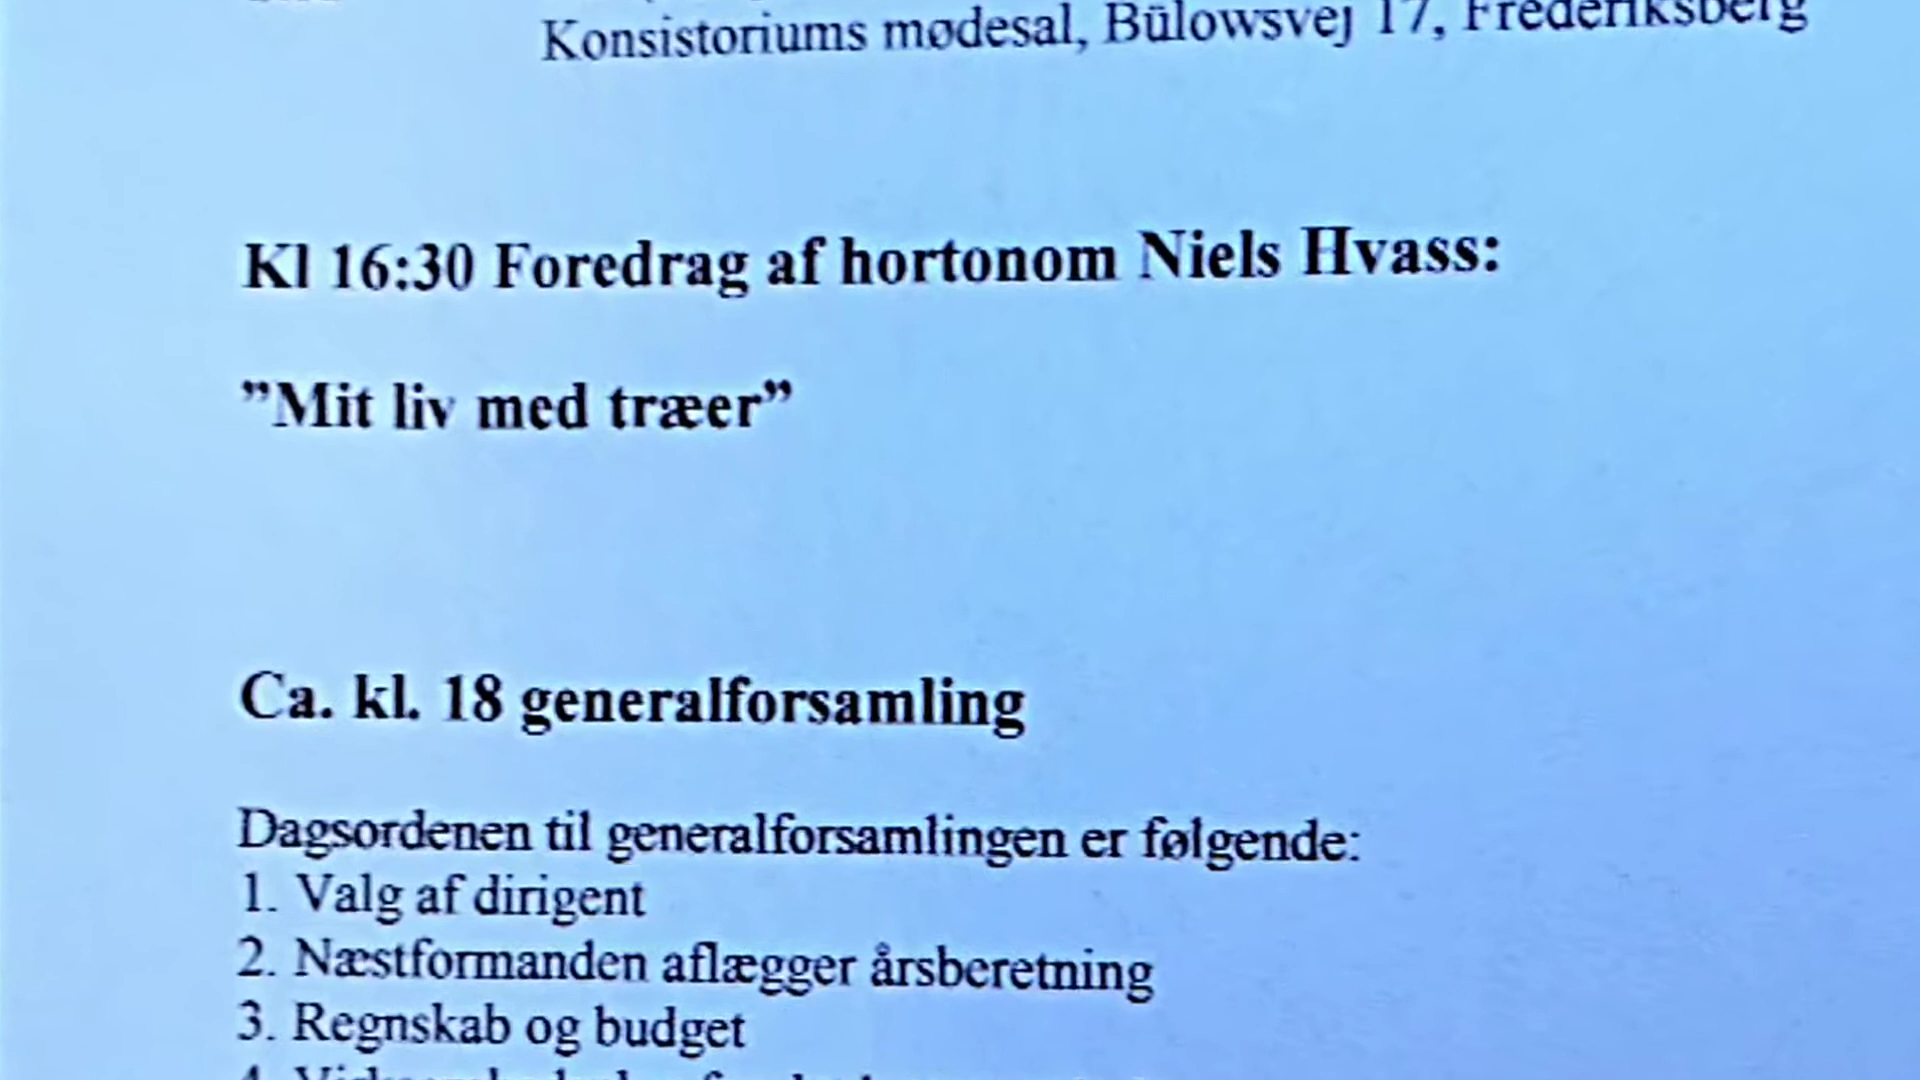 Konsistoriums mødesal, Bülowsvej 17, Frederiksberg
Kl 16:30 Foredrag af hortonom Niels Hvass:
”Mit liv med træer”
Ca. kl. 18 generalforsamling
Dagsordenen til generalforsamlingen er følgende:
1. Valg af dirigent
2. Næstformanden aflægger årsberetning
3. Regnskab og budget